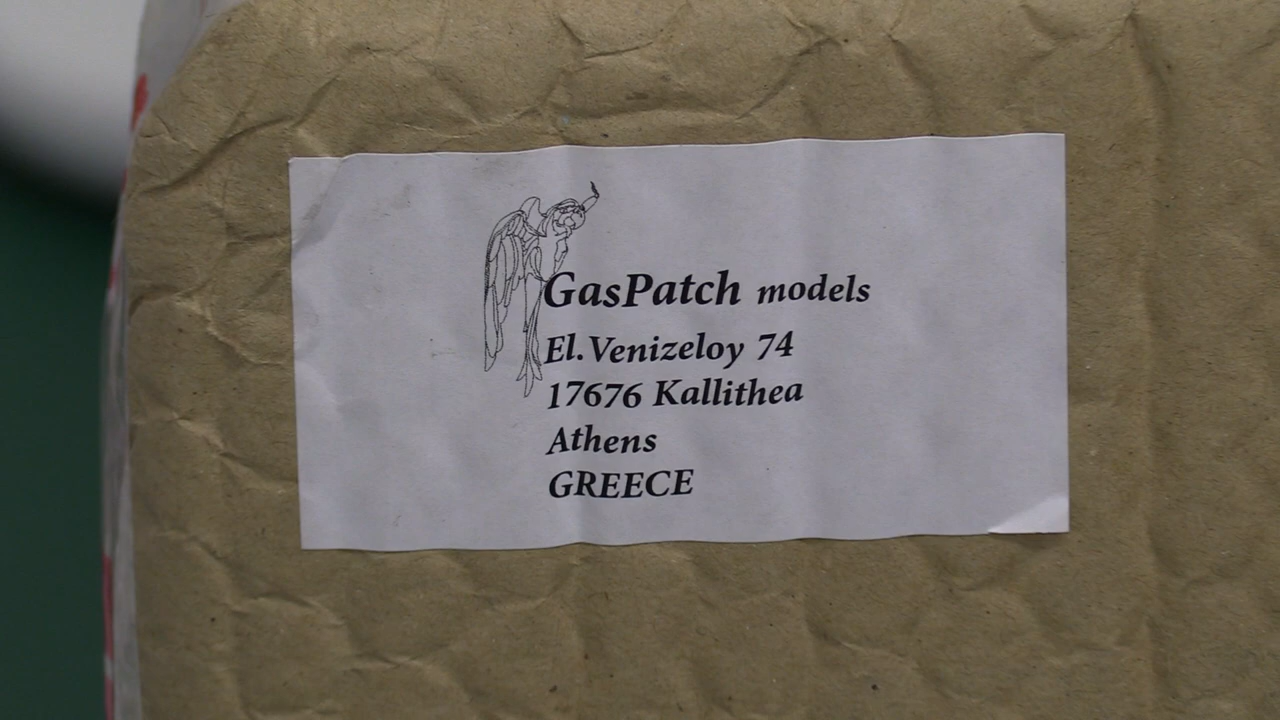 GasPatch models
El. Venizeloy 74
17676 Kallithea
Athens
GREECE